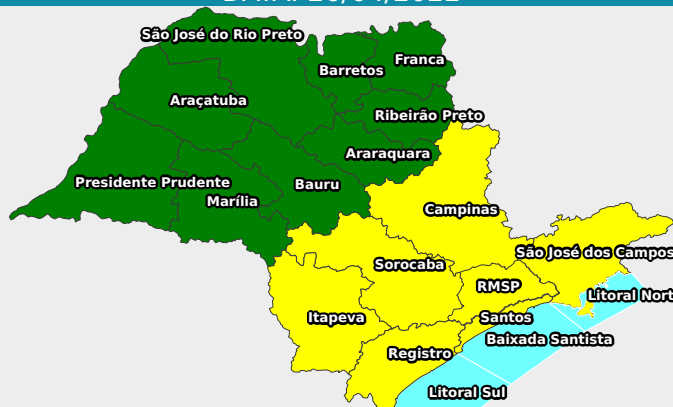 São José do Rio Preto
Franca
Barretos
Araçatuba
Ribeirão Preto
Araraquara
Presidente Prudente
Bauru
Marília
Campinas
São José dos Campos
Sorocaba
RMSP
Litoral Nort
Itapeva
Santos
Baixada Santista
Registro
Litoral Sul